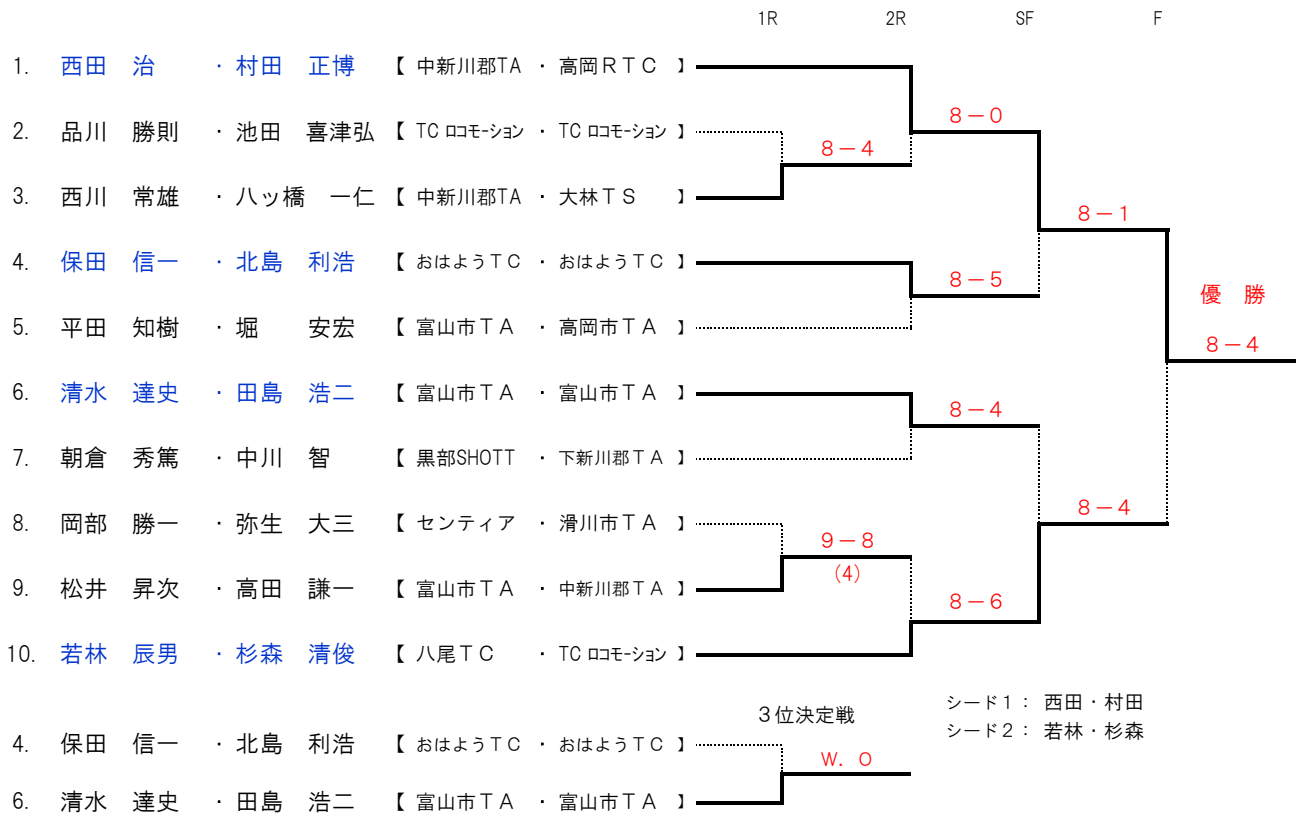 1R 2R SF F
1. 西田 治 ・ 村田 正博 【 中新川郡TA ・ 高岡ＲＴＣ 】
8－0
2. 品川 勝則 ・ 池田 喜津弘 【 TC ロコモーション ・ TC ロコモーション 】
8－4
3. 西川 常雄 ・ 八ッ橋 一仁 【 中新川郡TA ・ 大林ＴＳ 】
8－1
4. 保田 信一 ・ 北島 利浩 【 おはようＴＣ ・ おはようＴＣ 】
8－5
優 勝
5. 平田 知樹 ・ 堀 安宏 【 富山市ＴＡ ・ 高岡市ＴＡ 】
8－4
6. 清水 達史 ・ 田島 浩二 【 富山市ＴＡ ・ 富山市ＴＡ 】
8－4
7. 朝倉 秀篤 ・ 中川 智 【 黒部SHOTT ・ 下新川郡ＴＡ 】
8－4
8. 岡部 勝一 ・ 弥生 大三 【 センティア ・ 滑川市ＴＡ 】
9－8
(4)
9. 松井 昇次 ・ 高田 謙一 【 富山市ＴＡ ・ 中新川郡ＴＡ 】
8－6
10. 若林 辰男 ・ 杉森 清俊 【 八尾ＴＣ ・ TC ロコモーション 】
シード1： 西田・村田
3位決定戦
シード2： 若林・杉森
4. 保田 信一 ・ 北島 利浩 【 おはようＴＣ ・ おはようＴＣ 】
W．O
6. 清水 達史 ・ 田島 浩二 【 富山市ＴＡ ・ 富山市ＴＡ 】